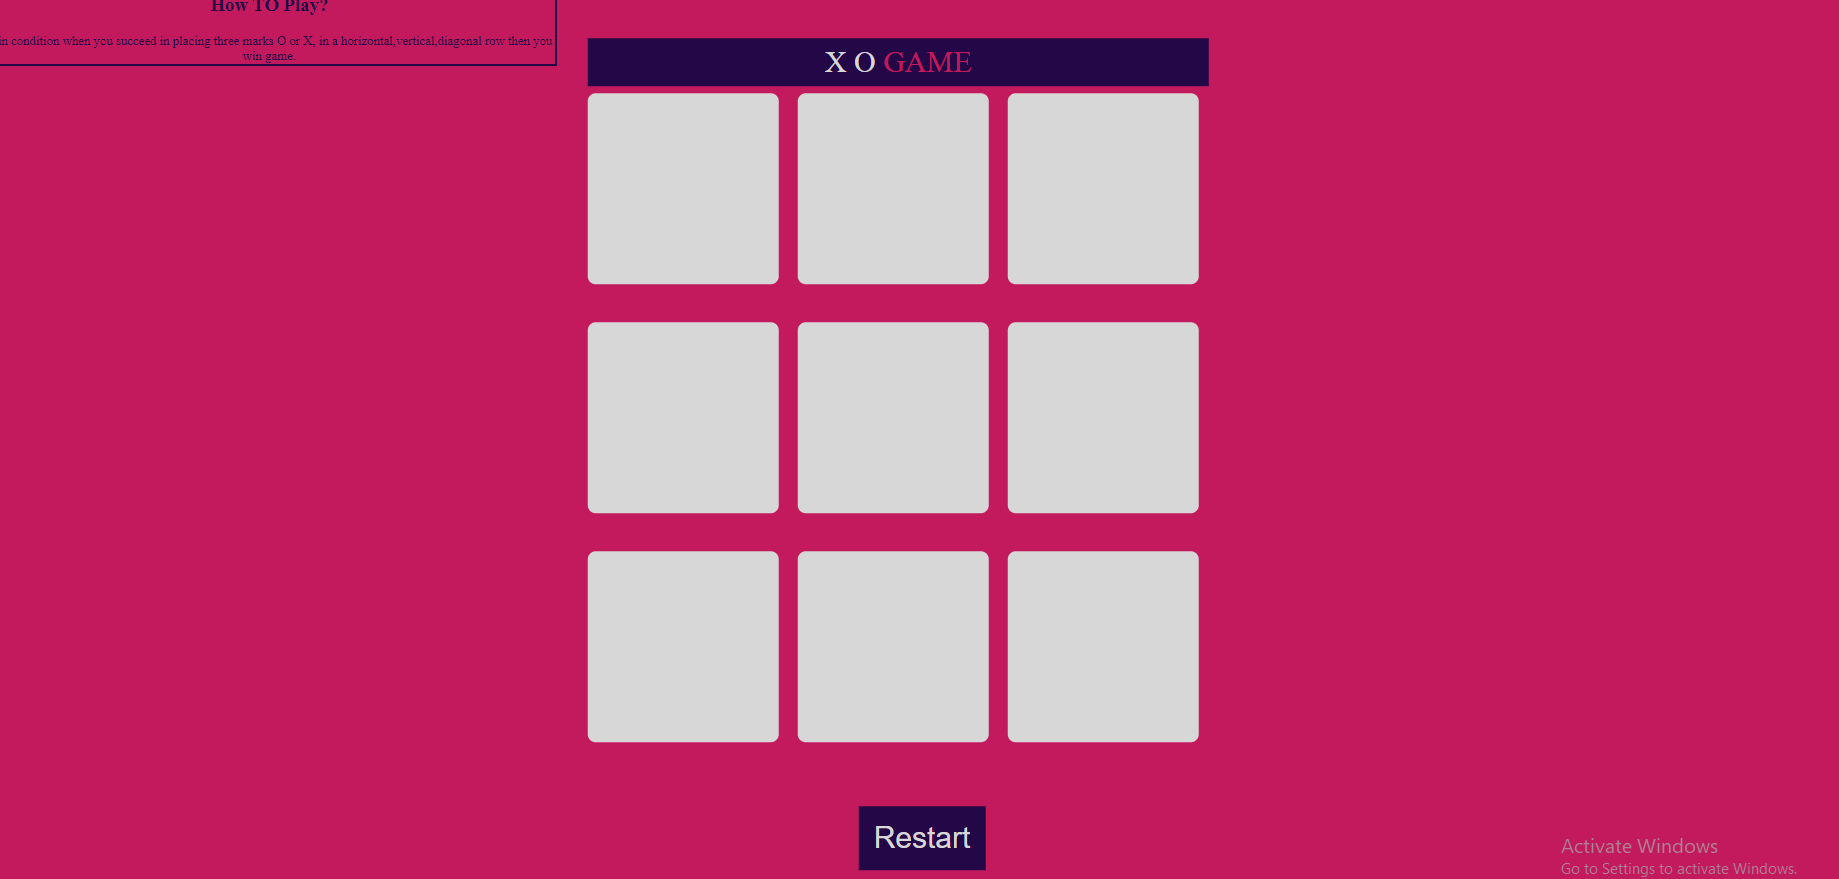 How TO Play?
in condition when you succeed in placing three marks O or X, in a horizontal,vertical,diagonal row then you
win game.
X O GAME
Restart
Activate Windows
Go to Settings to activate Windows.